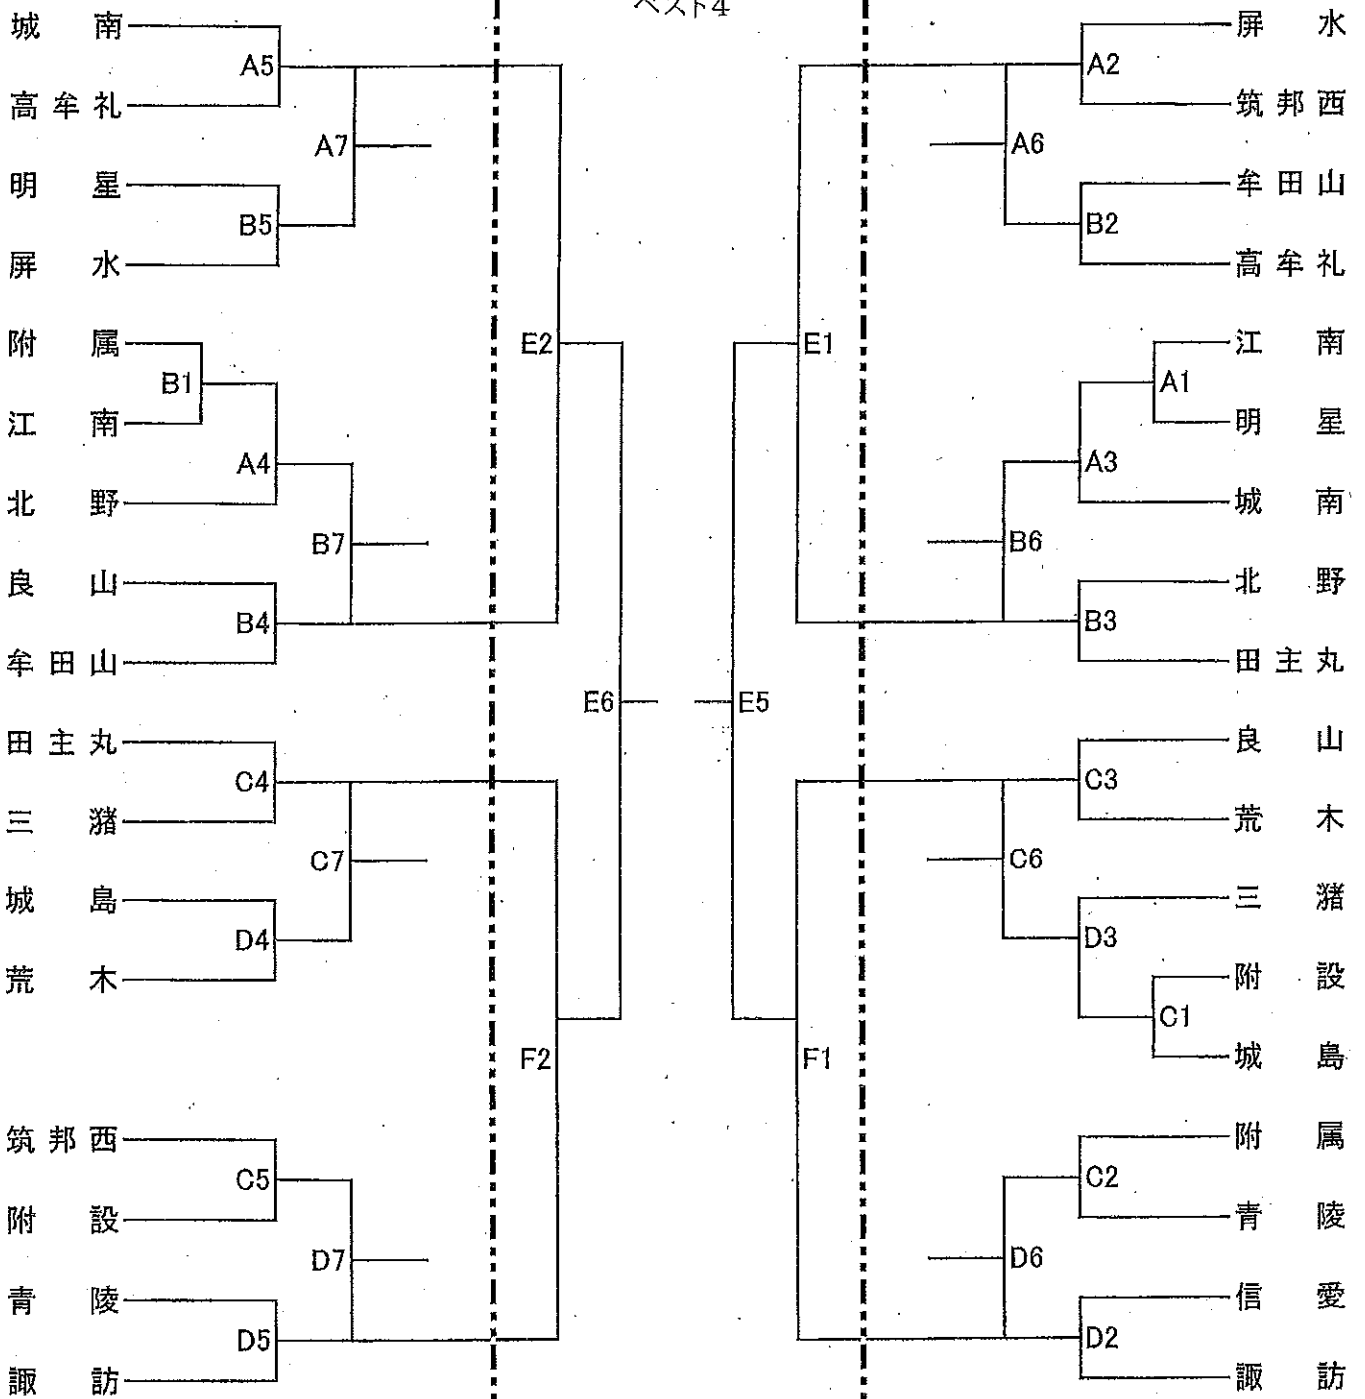 ベスト4
城南
A5
高牟礼
A7
明星
B5
屏水
附属
B1
江南
A4
北野
B7
良山
B4
牟田山
田主丸
C4
三潴
C7
城島
D4
荒木
筑邦西
C5
附設
D7
青陵
D5
諏訪
E2
E6
F2
E1
E5
F1
屏水
A2
筑邦西
A6
牟田山
B2
高牟礼
江南
A1
明星
A3
城南
B6
北野
B3
田主丸
良山
C3
荒木
C6
三潴
D3
附設
C1
城島
附属
C2
青陵
D6
信愛
D2
諏訪